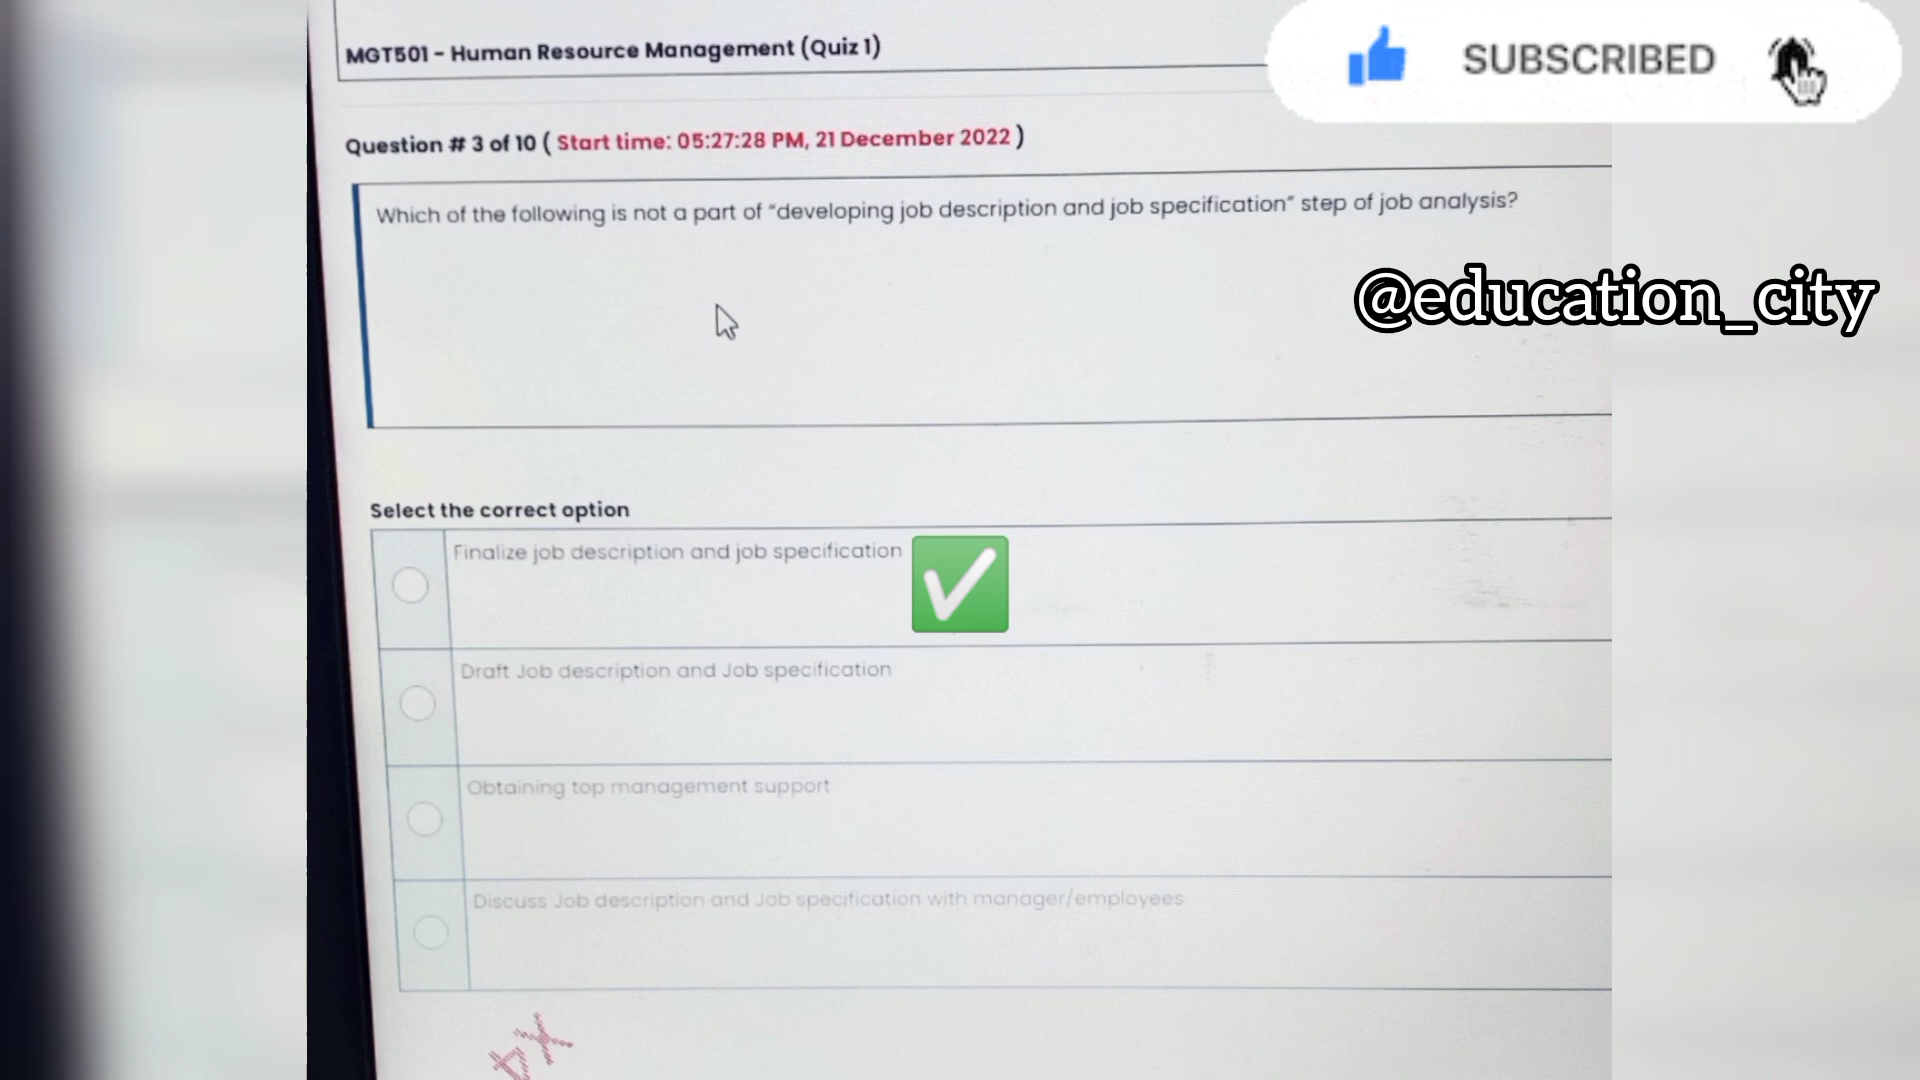 MGT501 - Human Resource Management (Quiz 1)
SUBSCRIBED
Question # 3 of 10 ( Start time: 05:27:28 PM, 21 December 2022 )
Which of the following is not a part of “developing job description and job specification” step of job analysis?
@education_city
Select the correct option
Finalize job description and job specification
Draft Job description and Job specification
Obtaining top management support
Discuss Job description and Job specification with manager/employees